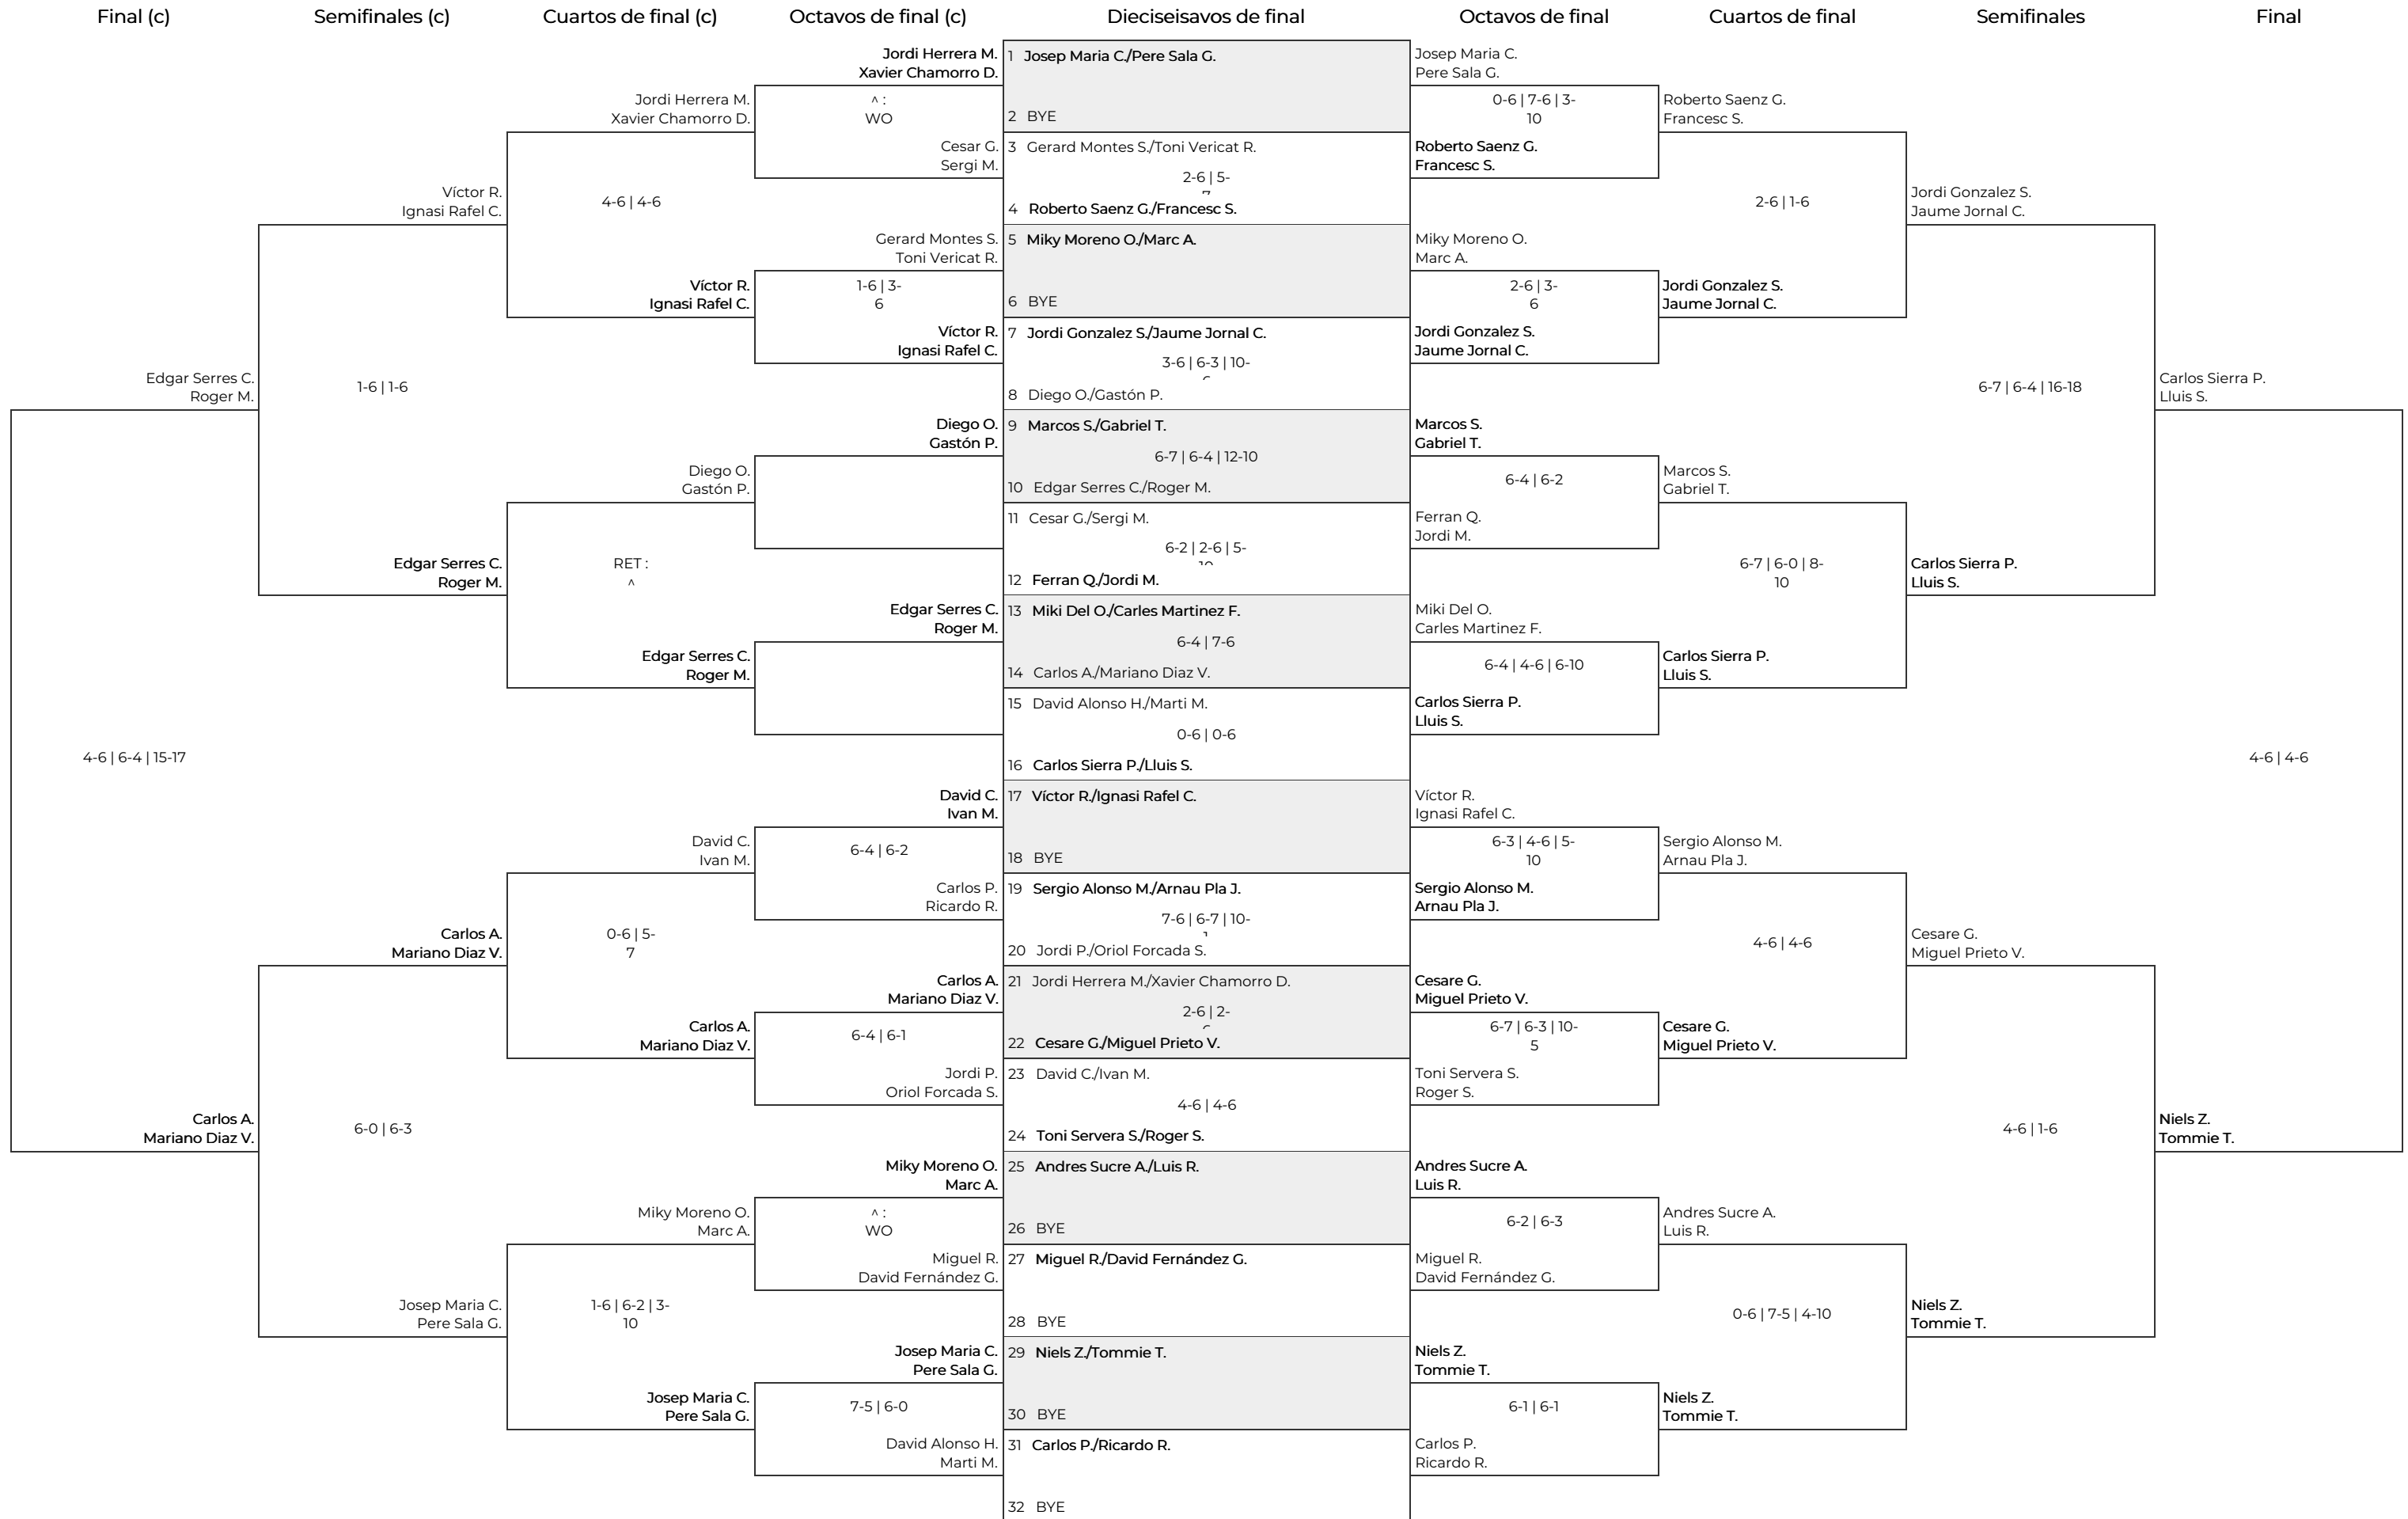 Final (c)
Semifinales (c)
Cuartos de final (c)
Octavos de final (c)
Dieciseisavos de final
Octavos de final
Cuartos de final
Semifinales
Final
Edgar Serres C.
Roger M.
4-6 | 6-4 | 15-17
Carlos A.
Mariano Diaz V.
Víctor R.
Ignasi Rafel C.
1-6 | 1-6
Edgar Serres C.
Roger M.
Carlos A.
Mariano Diaz V.
6-0 | 6-3
Josep Maria C.
Pere Sala G.
Jordi Herrera M.
Xavier Chamorro D.
4-6 | 4-6
Víctor R.
Ignasi Rafel C.
Diego O.
Gastón P.
RET :
^
Edgar Serres C.
Roger M.
David C.
Ivan M.
0-6 | 5-
7
Carlos A.
Mariano Diaz V.
Miky Moreno O.
Marc A.
1-6 | 6-2 | 3-
10
Josep Maria C.
Pere Sala G.
Jordi Herrera M.
Xavier Chamorro D.
^ :
WO
Cesar G.
Sergi M.
Gerard Montes S.
Toni Vericat R.
1-6 | 3-
6
Víctor R.
Ignasi Rafel C.
Diego O.
Gastón P.
Edgar Serres C.
Roger M.
David C.
Ivan M.
6-4 | 6-2
Carlos P.
Ricardo R.
Carlos A.
Mariano Diaz V.
6-4 | 6-1
Jordi P.
Oriol Forcada S.
Miky Moreno O.
Marc A.
^ :
WO
Miguel R.
David Fernández G.
Josep Maria C.
Pere Sala G.
7-5 | 6-0
David Alonso H.
Marti M.
1 Josep Maria C./Pere Sala G.
2 BYE
3 Gerard Montes S./Toni Vericat R.
2-6 | 5-
4 Roberto Saenz G./Francesc S.
5 Miky Moreno O./Marc A.
6 BYE
7 Jordi Gonzalez S./Jaume Jornal C.
3-6 | 6-3 | 10-
8 Diego O./Gastón P.
9 Marcos S./Gabriel T.
6-7 | 6-4 | 12-10
10 Edgar Serres C./Roger M.
11 Cesar G./Sergi M.
6-2 | 2-6 | 5-
12 Ferran Q./Jordi M.
13 Miki Del O./Carles Martinez F.
6-4 | 7-6
14 Carlos A./Mariano Diaz V.
15 David Alonso H./Marti M.
0-6 | 0-6
16 Carlos Sierra P./Lluis S.
17 Víctor R./Ignasi Rafel C.
18 BYE
19 Sergio Alonso M./Arnau Pla J.
7-6 | 6-7 | 10-
20 Jordi P./Oriol Forcada S.
21 Jordi Herrera M./Xavier Chamorro D.
2-6 | 2-
22 Cesare G./Miguel Prieto V.
23 David C./Ivan M.
4-6 | 4-6
24 Toni Servera S./Roger S.
25 Andres Sucre A./Luis R.
26 BYE
27 Miguel R./David Fernández G.
28 BYE
29 Niels Z./Tommie T.
30 BYE
31 Carlos P./Ricardo R.
32 BYE
Josep Maria C.
Pere Sala G.
0-6 | 7-6 | 3-
10
Roberto Saenz G.
Francesc S.
Miky Moreno O.
Marc A.
2-6 | 3-
6
Jordi Gonzalez S.
Jaume Jornal C.
Marcos S.
Gabriel T.
6-4 | 6-2
Ferran Q.
Jordi M.
Miki Del O.
Carles Martinez F.
6-4 | 4-6 | 6-10
Carlos Sierra P.
Lluis S.
Víctor R.
Ignasi Rafel C.
6-3 | 4-6 | 5-
10
Sergio Alonso M.
Arnau Pla J.
Cesare G.
Miguel Prieto V.
6-7 | 6-3 | 10-
5
Toni Servera S.
Roger S.
Andres Sucre A.
Luis R.
6-2 | 6-3
Miguel R.
David Fernández G.
Niels Z.
Tommie T.
6-1 | 6-1
Carlos P.
Ricardo R.
Roberto Saenz G.
Francesc S.
2-6 | 1-6
Jordi Gonzalez S.
Jaume Jornal C.
Marcos S.
Gabriel T.
6-7 | 6-0 | 8-
10
Carlos Sierra P.
Lluis S.
Sergio Alonso M.
Arnau Pla J.
4-6 | 4-6
Cesare G.
Miguel Prieto V.
Andres Sucre A.
Luis R.
0-6 | 7-5 | 4-10
Niels Z.
Tommie T.
Jordi Gonzalez S.
Jaume Jornal C.
6-7 | 6-4 | 16-18
Carlos Sierra P.
Lluis S.
Cesare G.
Miguel Prieto V.
4-6 | 1-6
Niels Z.
Tommie T.
Carlos Sierra P.
Lluis S.
4-6 | 4-6
Niels Z.
Tommie T.